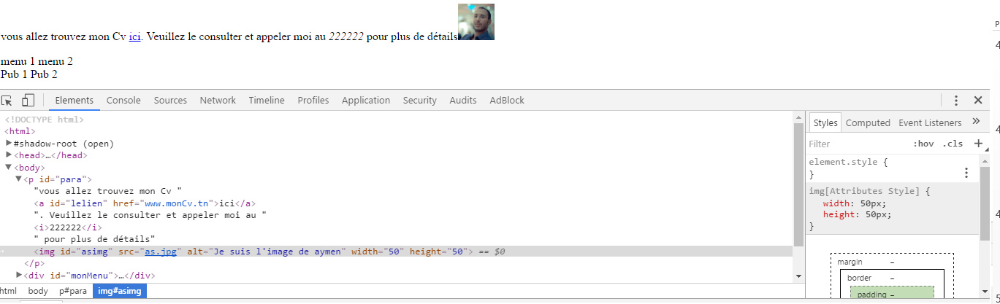 vous allez trouvez mon Cv ici. Veuillez le consulter et appeler moi au 222222 pour plus de détails
menu 1 menu 2
Pub 1 Pub 2
Elements Console Sources Network Timeline Profiles Application Security Audits AdBlock
<!DOCTYPE html>
<html>
#shadow-root (open)
<head>…</head>
<body>
<p id="para">
"vous allez trouvez mon Cv "
<a id="lelien" href="www.monCv.tn">ici</a>
". Veuillez le consulter et appeler moi au "
<i>222222</i>
" pour plus de détails"
<img id="asimg" src="as.jpg" alt="Je suis l'image de aymen" width="50" height="50"> == $0
</p>
<div id="monMenu">…</div>
html body p#para img#asimg
Styles Computed Event Listeners »
Filter :hov .cls +
element.style {
}
img[Attributes Style] {
width: 50px;
height: 50px;
}
margin –
border –
padding –
P
4
4
4